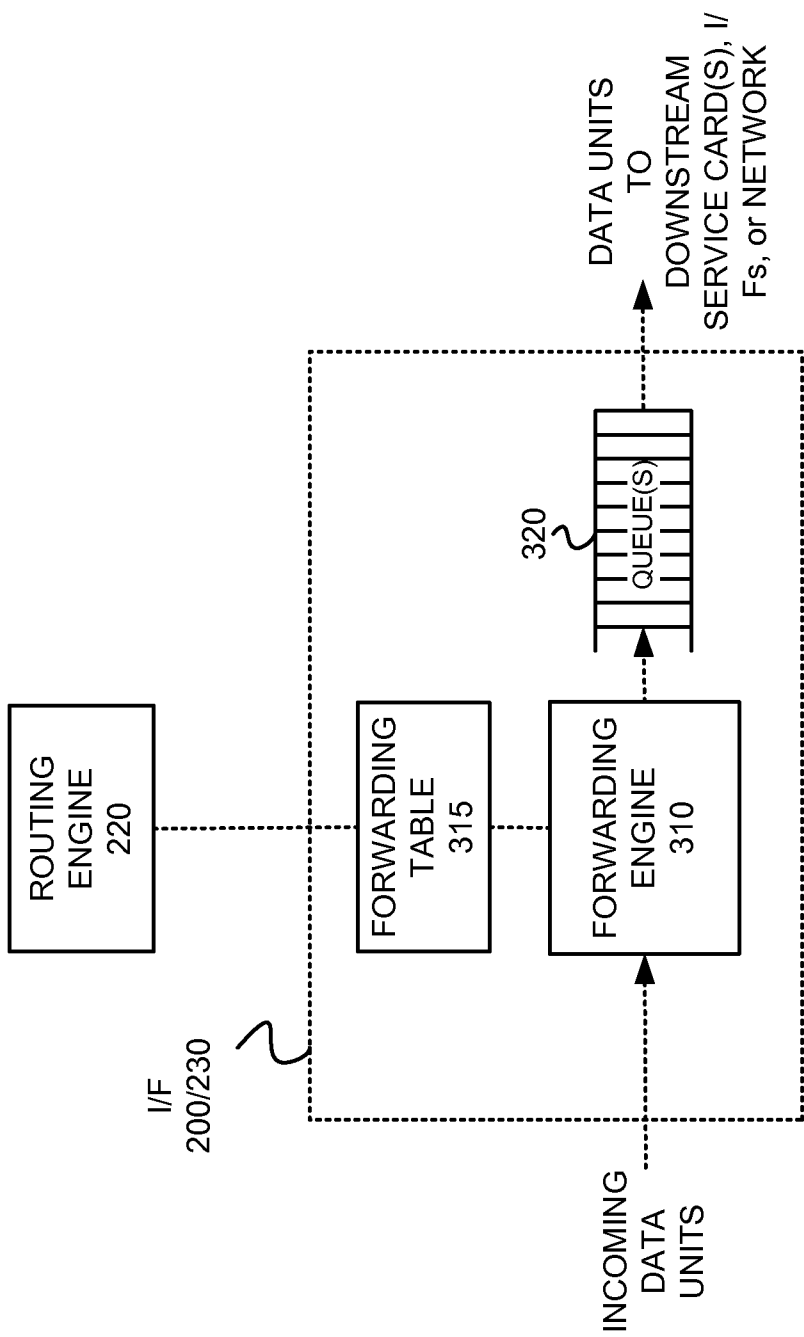 ROUTING
ENGINE
220
I/F
200/230
FORWARDING
TABLE
315
320
QUEUE(S)
FORWARDING
ENGINE
310
INCOMING
DATA
UNITS
DATA UNITS
TO
DOWNSTREAM
SERVICE CARD(S), I/
Fs, or NETWORK